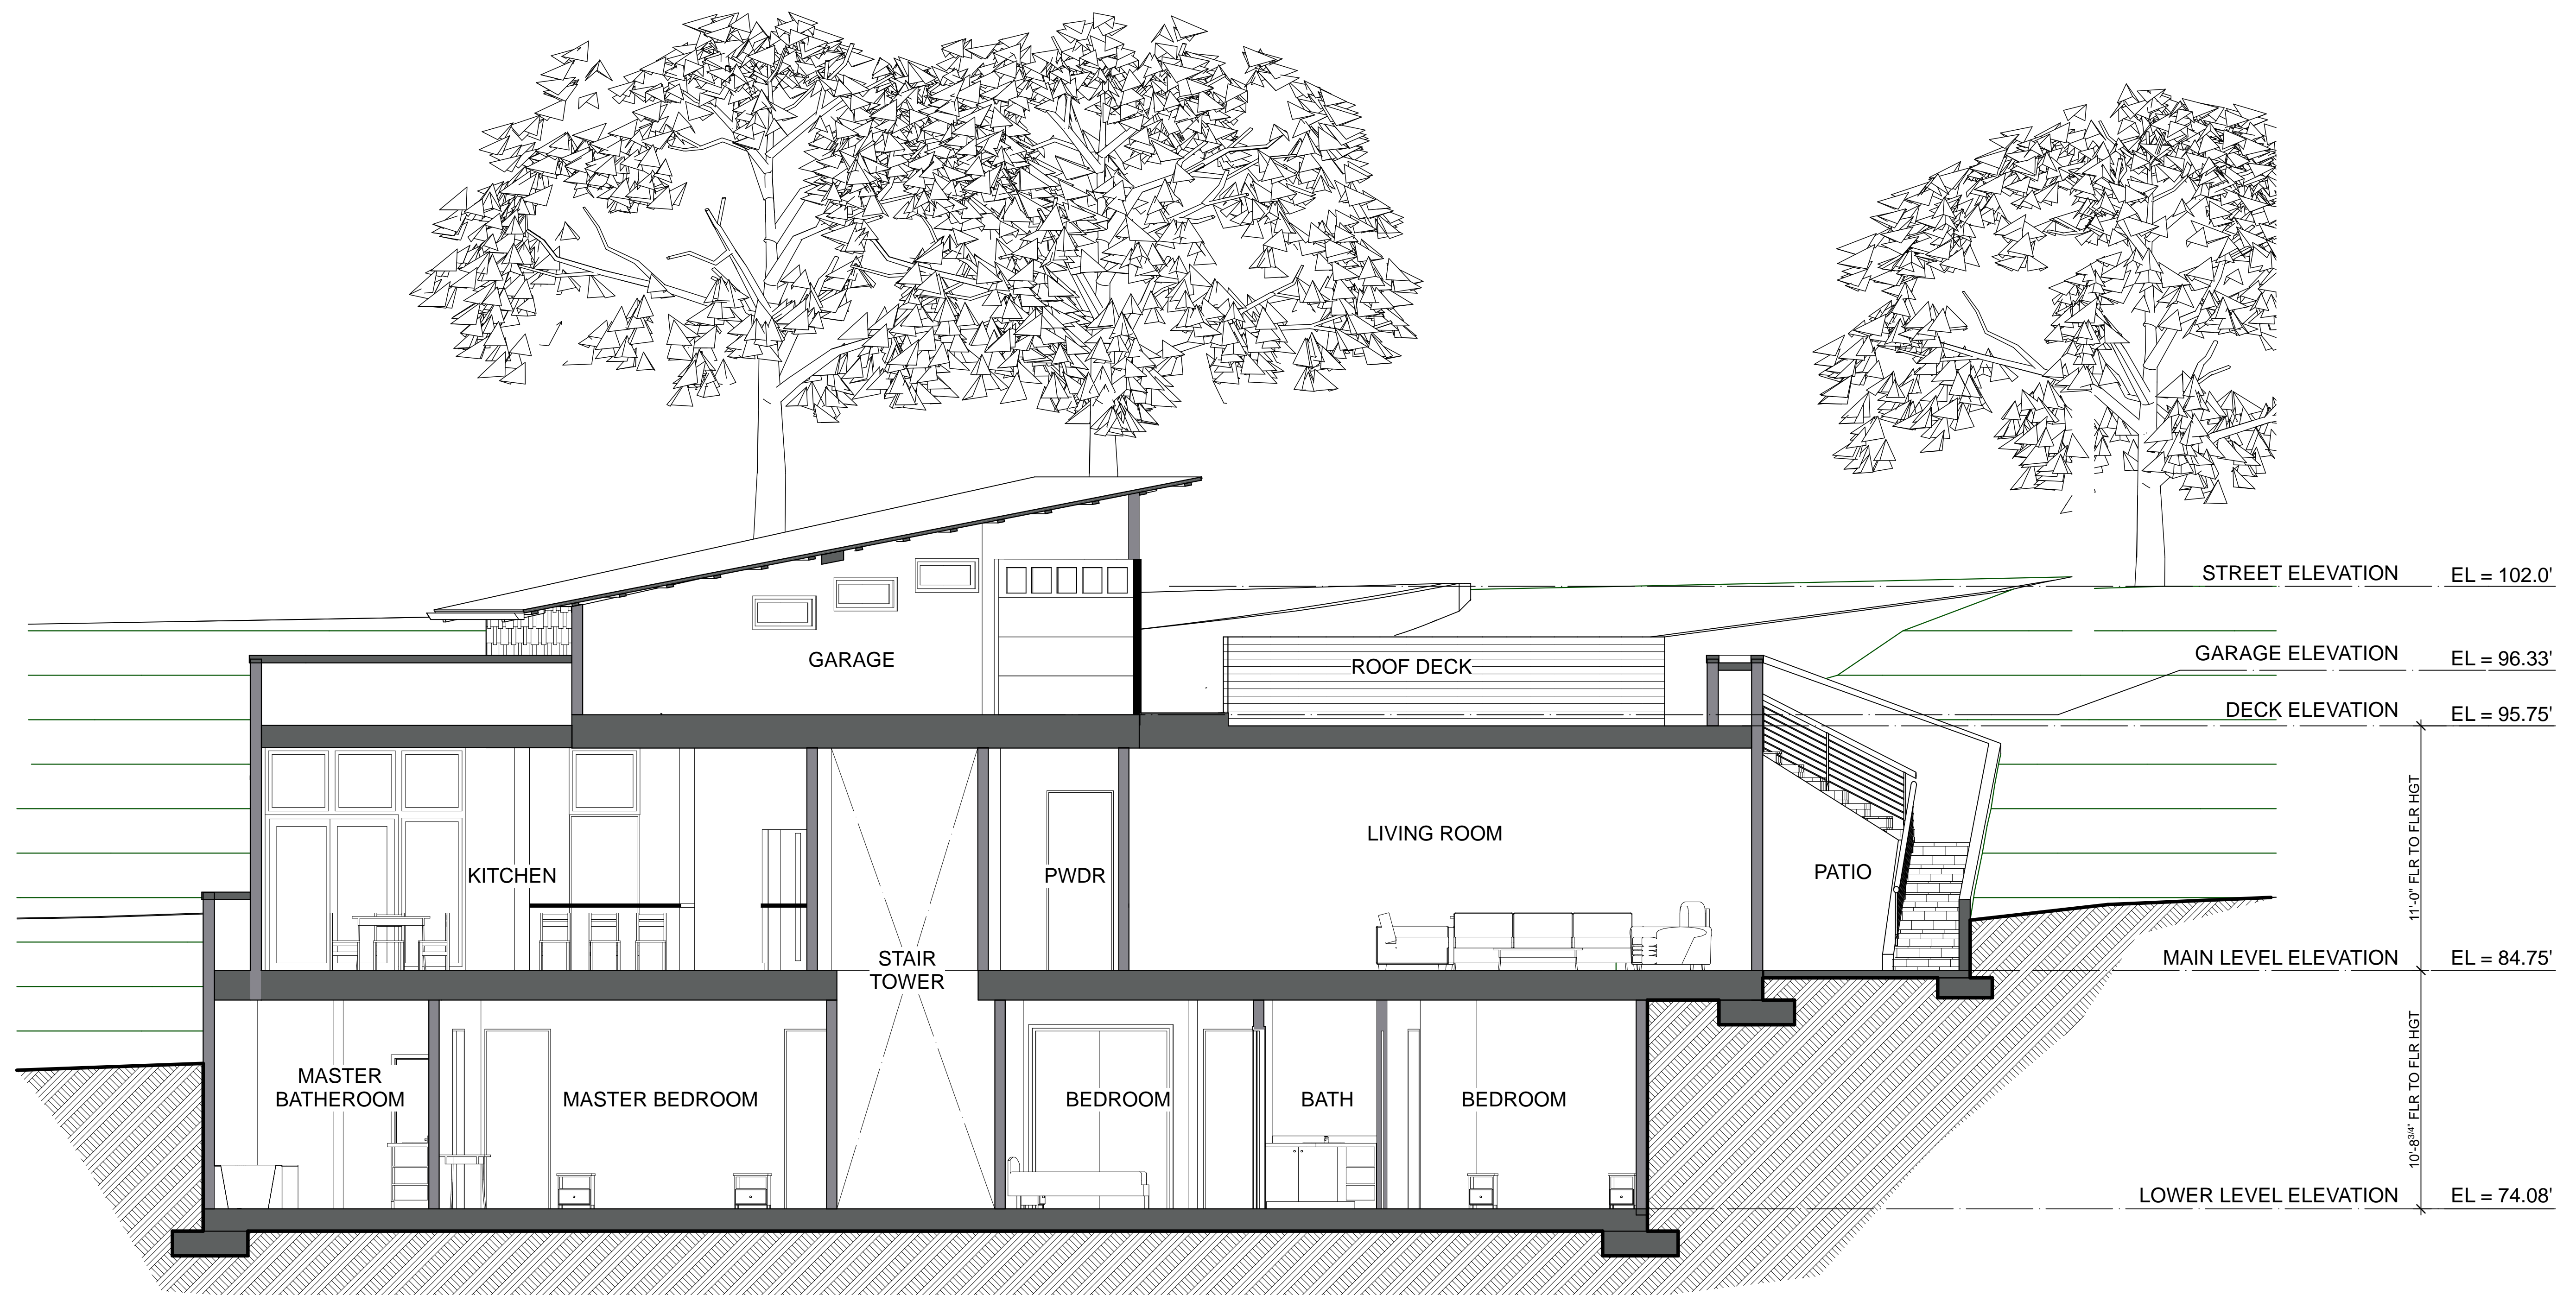 STREET ELEVATION EL = 102.0'
GARAGE ELEVATION EL = 96.33'
GARAGE
ROOF DECK
DECK ELEVATION EL = 95.75'
11'-0" FLR TO FLR HGT
LIVING ROOM
KITCHEN
PWDR
PATIO
STAIR
TOWER
MAIN LEVEL ELEVATION EL = 84.75'
10'-8 3/4" FLR TO FLR HGT
MASTER
BATHEROOM
MASTER BEDROOM
BEDROOM
BATH
BEDROOM
LOWER LEVEL ELEVATION EL = 74.08'